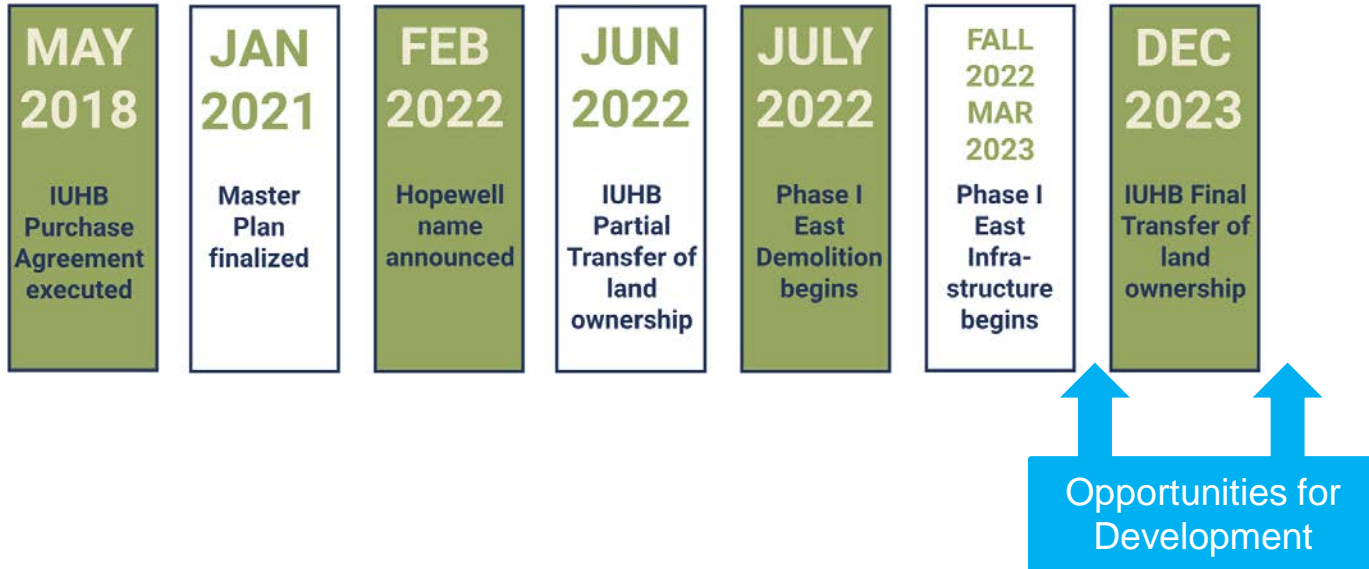 MAY
2018
IUHB
Purchase
Agreement
executed
JAN
2021
Master
Plan
finalized
FEB
2022
Hopewell
name
announced
JUN
2022
IUHB
Partial
Transfer of
land
ownership
JULY
2022
Phase I
East
Demolition
begins
FALL
2022
MAR
2023
Phase I
East
Infra-
structure
begins
DEC
2023
IUHB Final
Transfer of
land
ownership
Opportunities for
Development